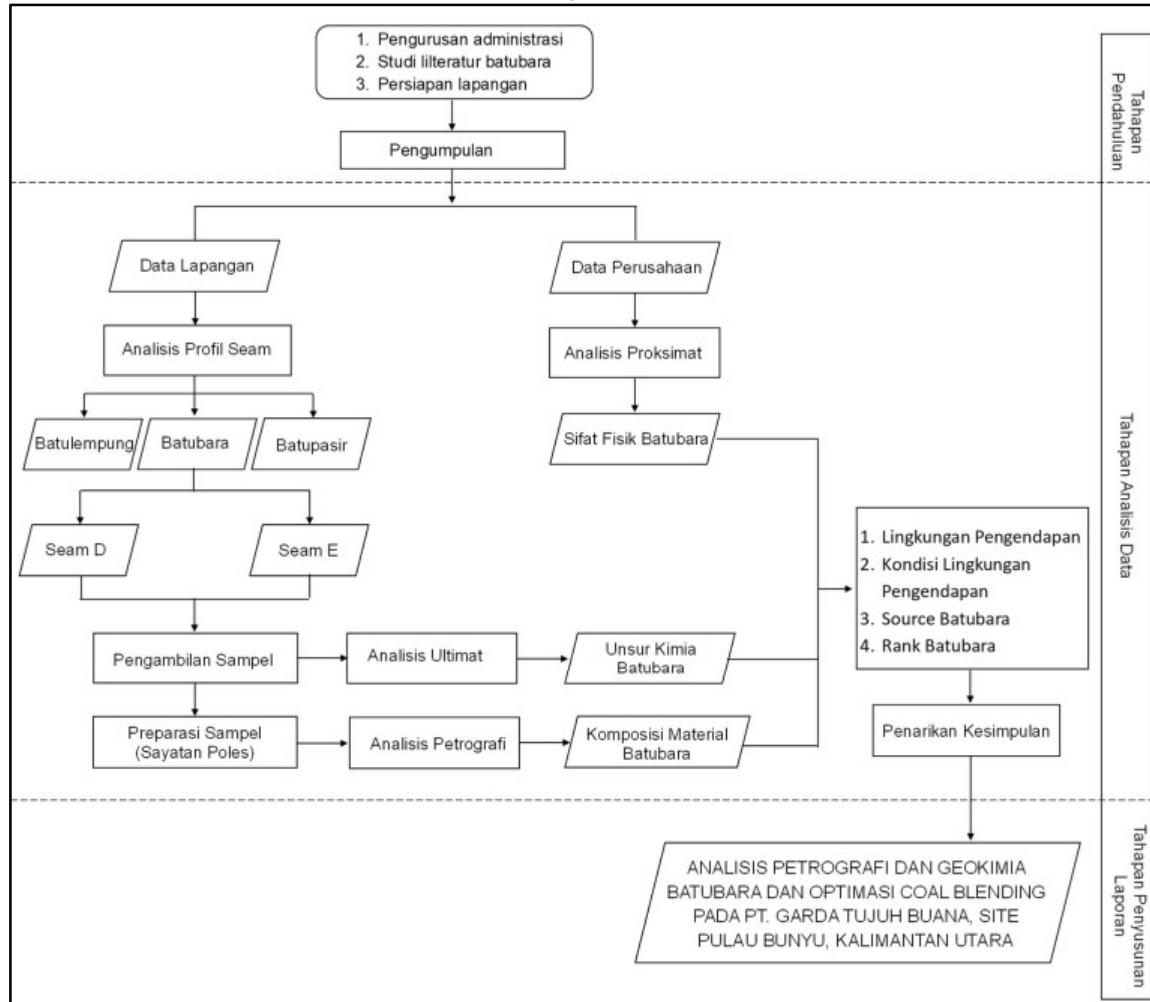 1. Pengurusan administrasi
2. Studi lilteratur batubara
3. Persiapan lapangan
Pengumpulan
Tahapan
Pendahuluan
Data Lapangan
Data Perusahaan
Analisis Profil Seam
Analisis Proksimat
Batulempung
Batubara
Batupasir
Sifat Fisik Batubara
Seam D
Seam E
1. Lingkungan Pengendapan
2. Kondisi Lingkungan
Pengendapan
3. Source Batubara
4. Rank Batubara
Pengambilan Sampel
Analisis Ultimat
Unsur Kimia
Batubara
Preparasi Sampel
(Sayatan Poles)
Analisis Petrografi
Komposisi Material
Batubara
Penarikan Kesimpulan
Tahapan Analisis Data
ANALISIS PETROGRAFI DAN GEOKIMIA
BATUBARA DAN OPTIMASI COAL BLENDING
PADA PT. GARDA TUJUH BUANA, SITE
PULAU BUNYU, KALIMANTAN UTARA
Tahapan Penyusunan
Laporan